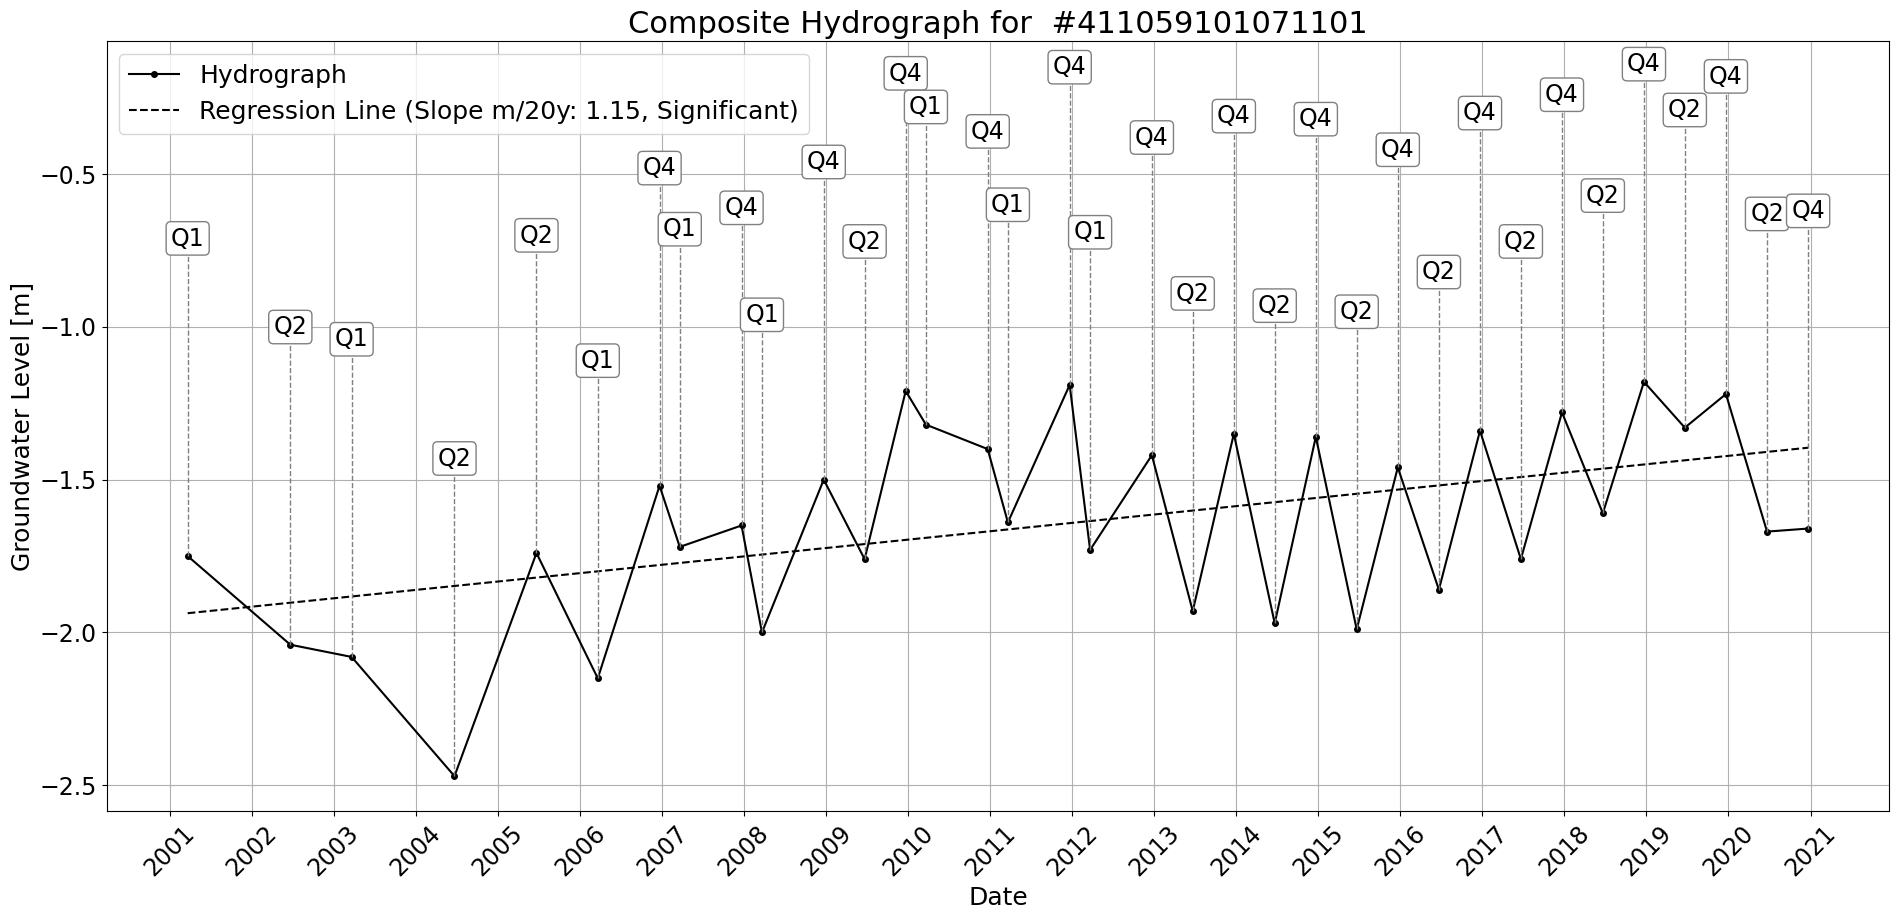 Composite Hydrograph for  #411059101071101
Hydrograph
Regression Line (Slope m/20y: 1.15, Significant)
Groundwater Level [m]
−0.5
−1.0
−1.5
−2.0
−2.5
Q1
Q2
Q1
Q2
Q2
Q1
Q4
Q1
Q4
Q1
Q4
Q2
Q4
Q1
Q4
Q1
Q4
Q1
Q4
Q2
Q4
Q2
Q4
Q2
Q4
Q2
Q4
Q2
Q4
Q2
Q4
Q2
Q4
Q2
Q4
2001
2002
2003
2004
2005
2006
2007
2008
2009
2010
2011
2012
2013
2014
2015
2016
2017
2018
2019
2020
2021
Date